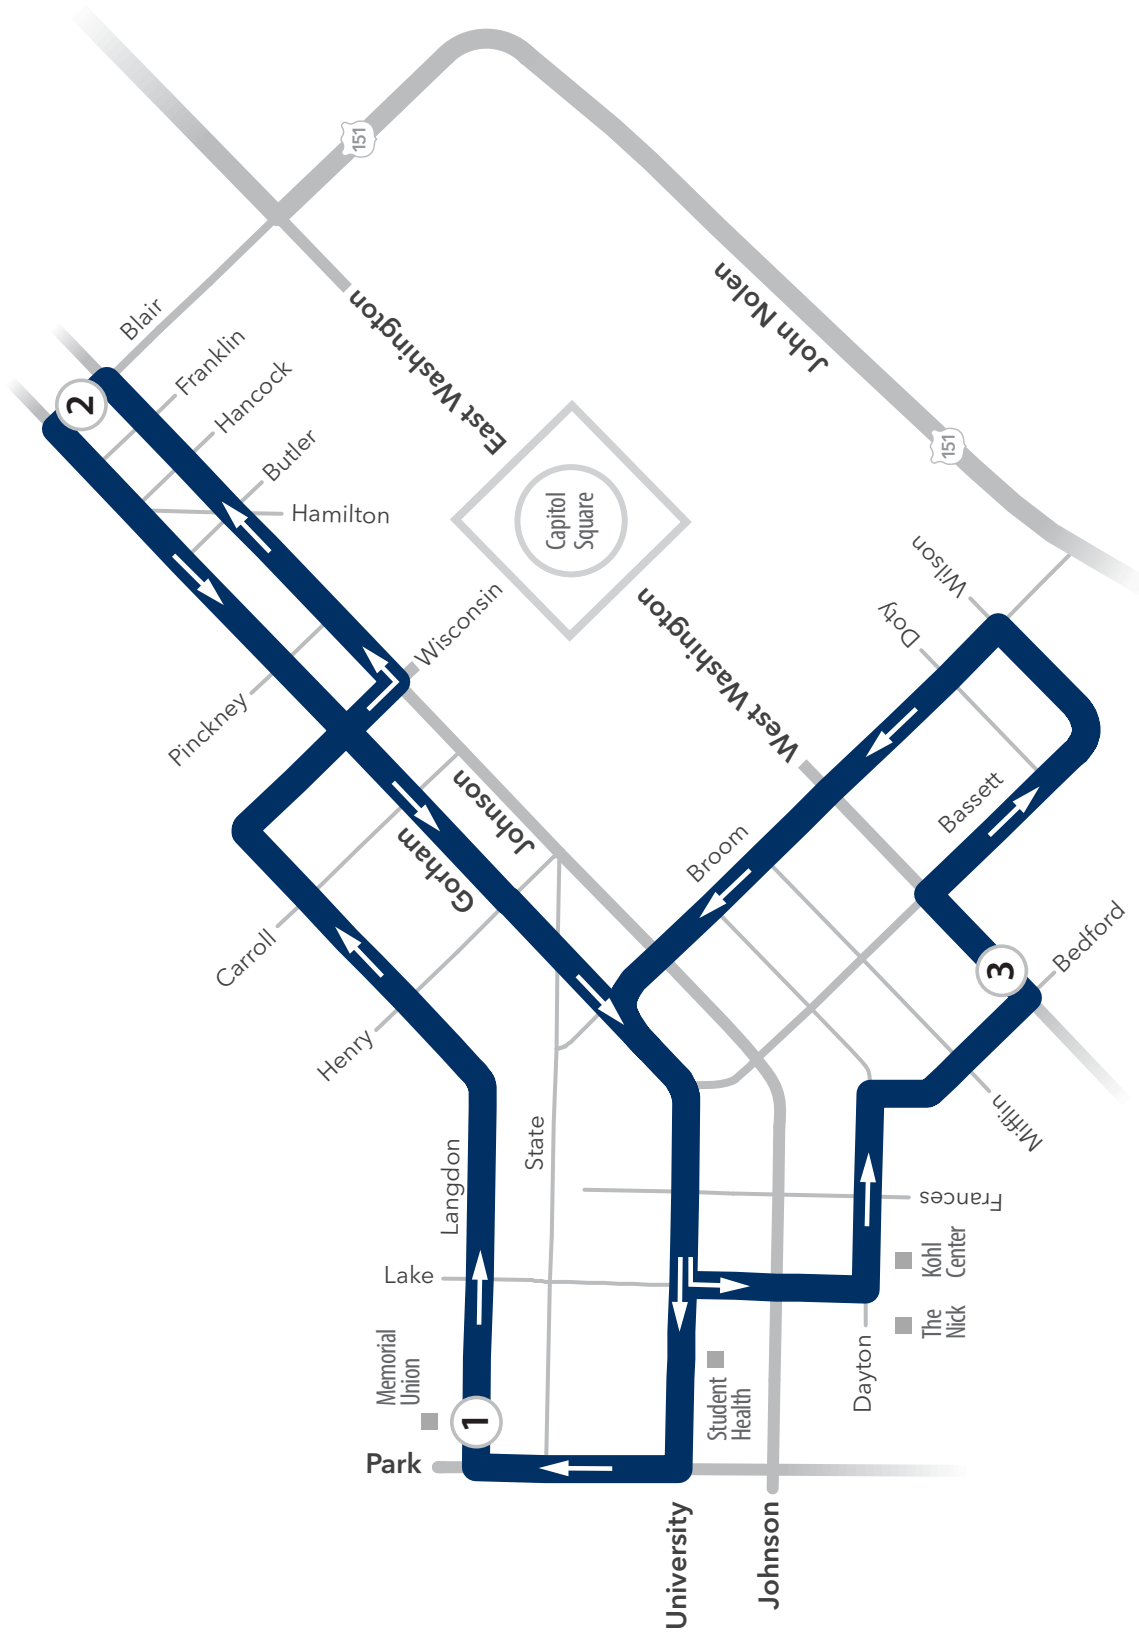 151
Blair
Franklin
Hancock
Butler
Hamilton
2
East Washington
John Nolen
151
Capitol
Square
Wisconsin
Pinckney
West Washington
Wilson
Doty
Johnson
Gorham
Carroll
Henry
Broom
Bassett
Bedford
3
Mifflin
State
Langdon
Lake
Frances
Kohl
Center
The
Nick
Dayton
Memorial
Union
1
Student
Health
Park
University
Johnson